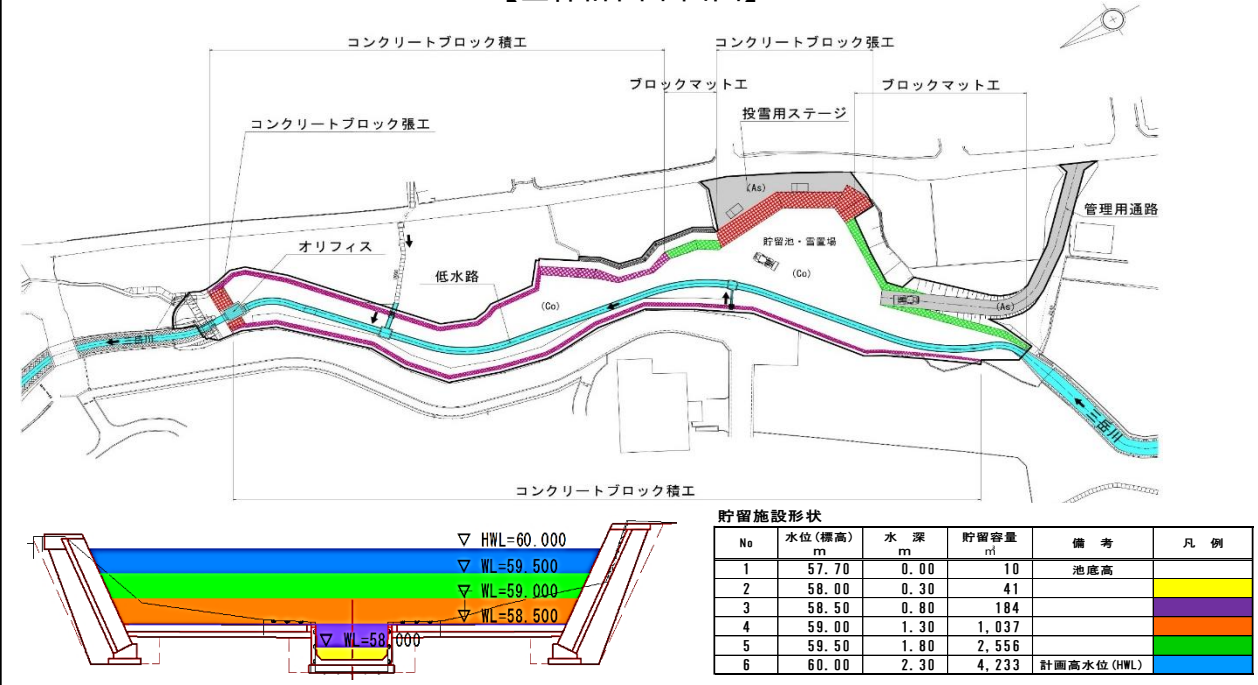 コンクリートブロック積工
コンクリートブロック張工
ブロックマット工
ブロックマット工
コンクリートブロック張工
投雪用ステージ
(As)
管理用通路
オリフィス
貯留池・雪置場
低水路
(Co)
(Co)
(As)
三岳川
三岳川
コンクリートブロック積工
▽ HWL=60.000
▽ WL=59.500
▽ WL=59.000
▽ WL=58.500
▽ WL=58.000
貯留施設形状
No 水位(標高) m 水 深 m 貯留容量 ㎥ 備 考 凡 例
1 57.70 0.00 10 池底高
2 58.00 0.30 41
3 58.50 0.80 184
4 59.00 1.30 1,037
5 59.50 1.80 2,556
6 60.00 2.30 4,233 計画高水位(HWL)